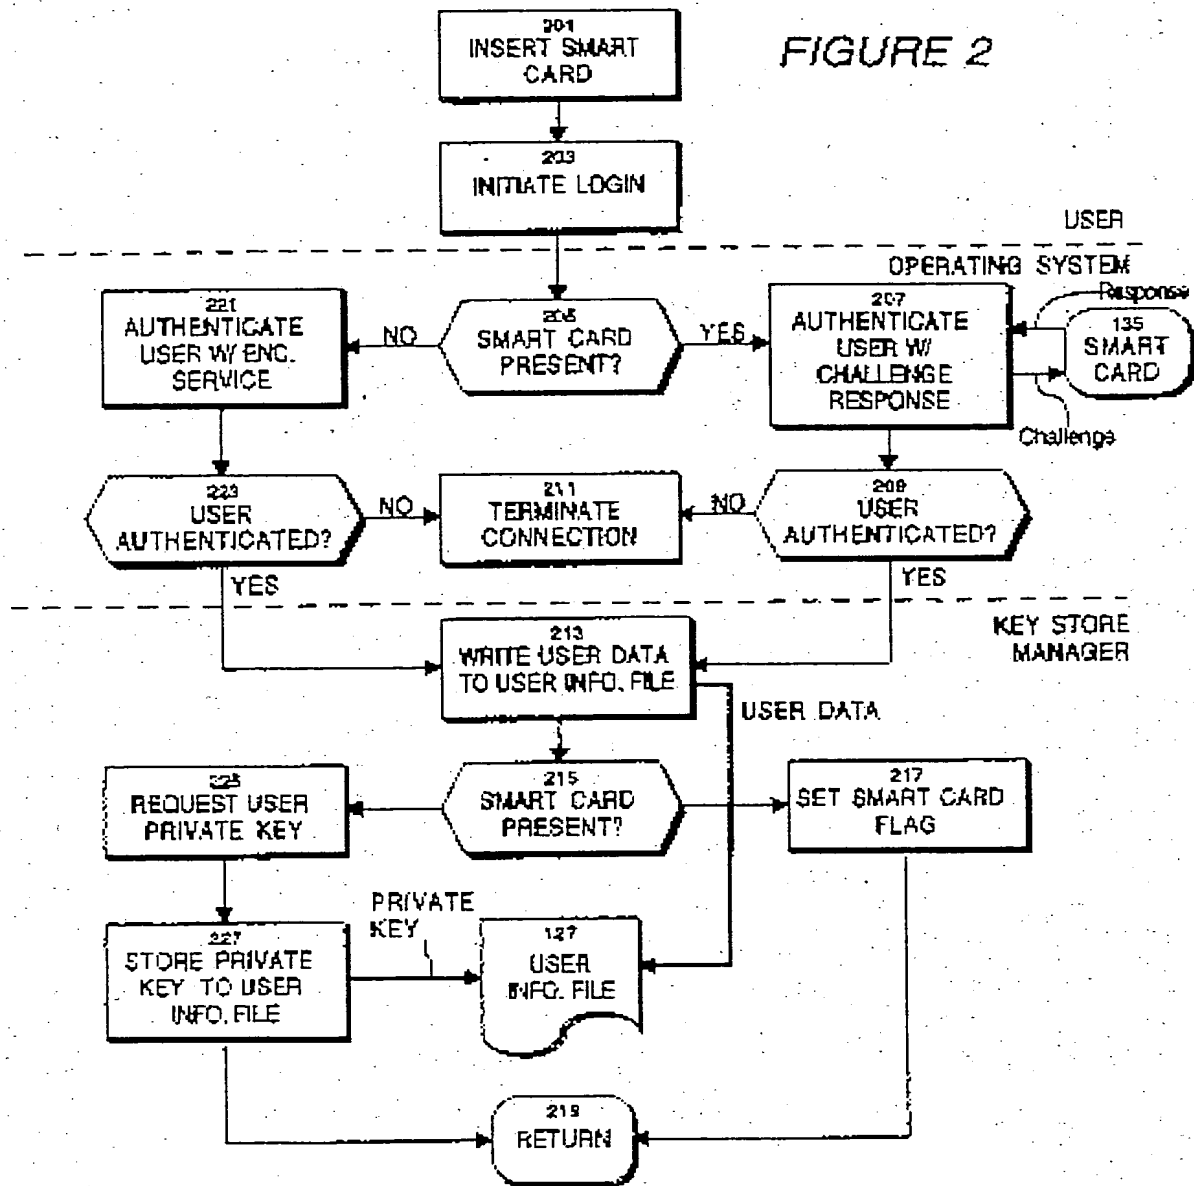 FIGURE 2
201
INSERT SMART
CARD
203
INITIATE LOGIN
USER
OPERATING SYSTEM
221
AUTHENTICATE
USER W/ ENC.
SERVICE
NO
205
SMART CARD
PRESENT?
YES
207
AUTHENTICATE
USER W/
CHALLENGE
RESPONSE
Response
135
SMART
CARD
Challenge
223
USER
AUTHENTICATED?
NO
211
TERMINATE
CONNECTION
NO
209
USER
AUTHENTICATED?
YES
YES
KEY STORE
MANAGER
213
WRITE USER DATA
TO USER INFO. FILE
USER DATA
225
REQUEST USER
PRIVATE KEY
215
SMART CARD
PRESENT?
217
SET SMART CARD
FLAG
227
STORE PRIVATE
KEY TO USER
INFO. FILE
PRIVATE
KEY
127
USER
INFO. FILE
219
RETURN